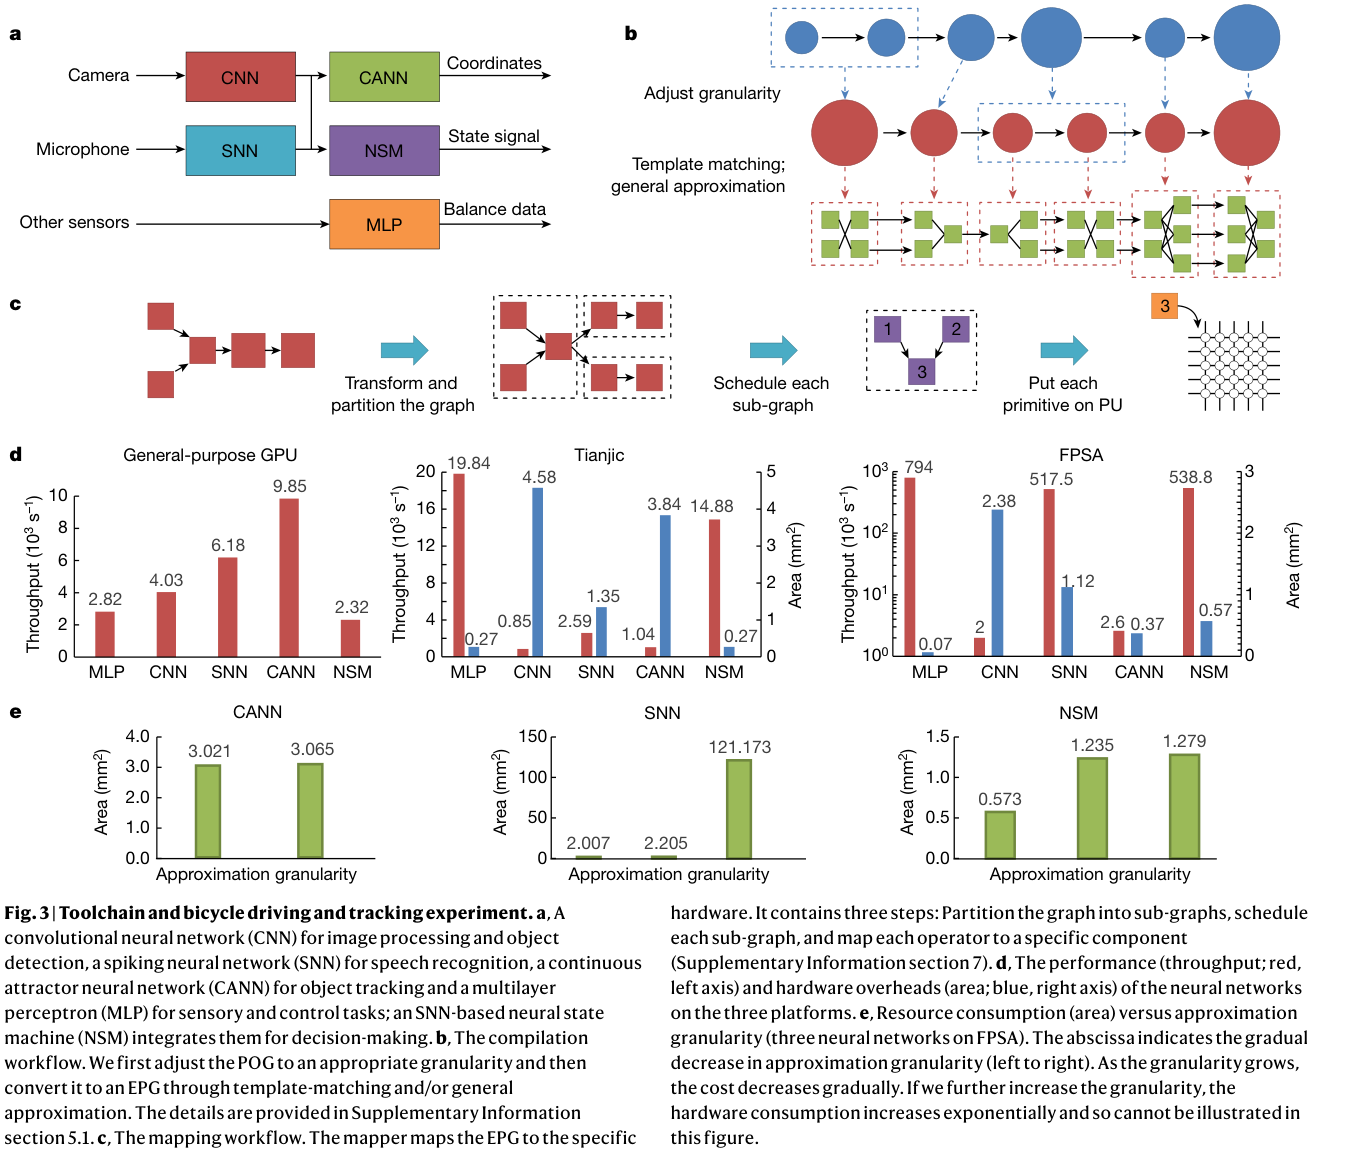 a
Camera
CNN
CANN
Coordinates
Microphone
SNN
NSM
State signal
Other sensors
MLP
Balance data
b
Adjust granularity
Template matching;
general approximation
c
Transform and
partition the graph
Schedule each
sub-graph
1
2
3
Put each
primitive on PU
3
d
General-purpose GPU
Throughput (10³ s⁻¹)
10
8
6
4
2
0
2.82
4.03
6.18
9.85
2.32
MLP
CNN
SNN
CANN
NSM
Tianjic
Throughput (10³ s⁻¹)
20
16
12
8
4
0
19.84
0.27
0.85
4.58
2.59
1.35
1.04
3.84
14.88
0.27
5
4
3
2
1
0
Area (mm²)
MLP
CNN
SNN
CANN
NSM
FPSA
Throughput (10³ s⁻¹)
10³
10²
10¹
10⁰
794
0.07
2
2.38
517.5
1.12
2.6
0.37
538.8
0.57
3
2
1
0
Area (mm²)
MLP
CNN
SNN
CANN
NSM
e
CANN
Area (mm²)
4.0
3.0
2.0
1.0
0.0
3.021
3.065
Approximation granularity
SNN
Area (mm²)
150
100
50
0
2.007
2.205
121.173
Approximation granularity
NSM
Area (mm²)
1.5
1.0
0.5
0.0
0.573
1.235
1.279
Approximation granularity
Fig. 3 | Toolchain and bicycle driving and tracking experiment. a, A
convolutional neural network (CNN) for image processing and object
detection, a spiking neural network (SNN) for speech recognition, a continuous
attractor neural network (CANN) for object tracking and a multilayer
perceptron (MLP) for sensory and control tasks; an SNN-based neural state
machine (NSM) integrates them for decision-making. b, The compilation
workflow. We first adjust the POG to an appropriate granularity and then
convert it to an EPG through template-matching and/or general
approximation. The details are provided in Supplementary Information
section 5.1. c, The mapping workflow. The mapper maps the EPG to the specific
hardware. It contains three steps: Partition the graph into sub-graphs, schedule
each sub-graph, and map each operator to a specific component
(Supplementary Information section 7). d, The performance (throughput; red,
left axis) and hardware overheads (area; blue, right axis) of the neural networks
on the three platforms. e, Resource consumption (area) versus approximation
granularity (three neural networks on FPSA). The abscissa indicates the gradual
decrease in approximation granularity (left to right). As the granularity grows,
the cost decreases gradually. If we further increase the granularity, the
hardware consumption increases exponentially and so cannot be illustrated in
this figure.